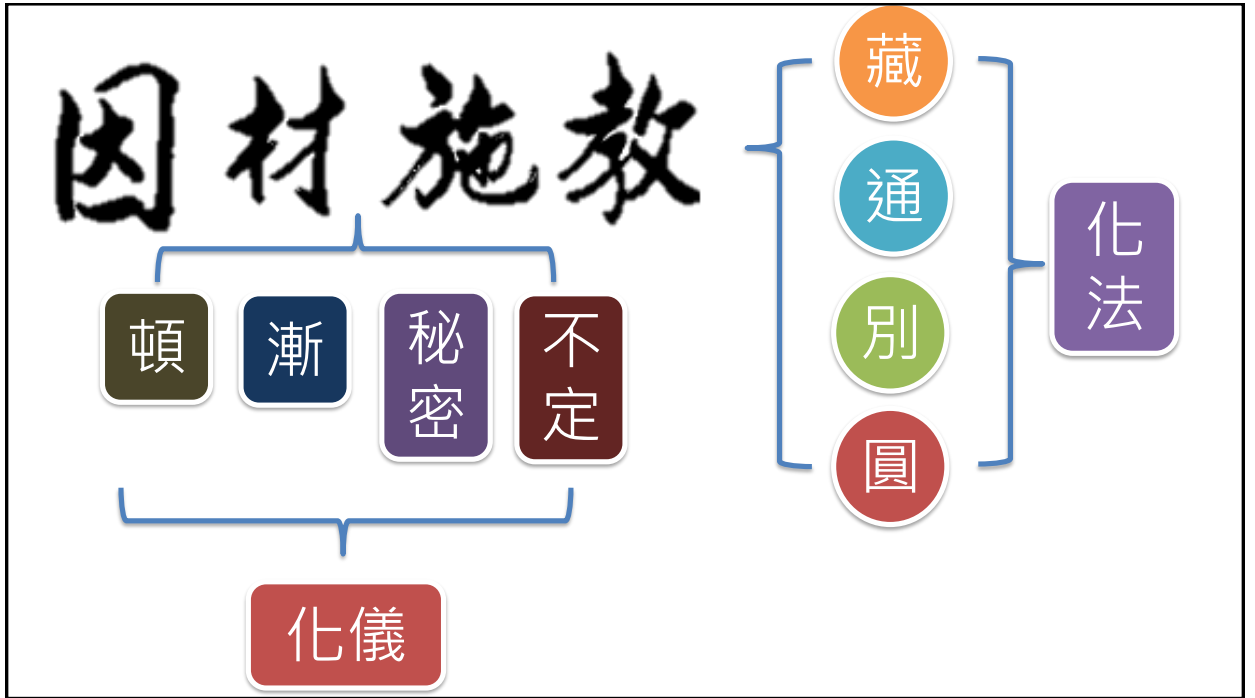 因材施教
頓
漸
秘密
不定
化儀
藏
通
別
圓
化法